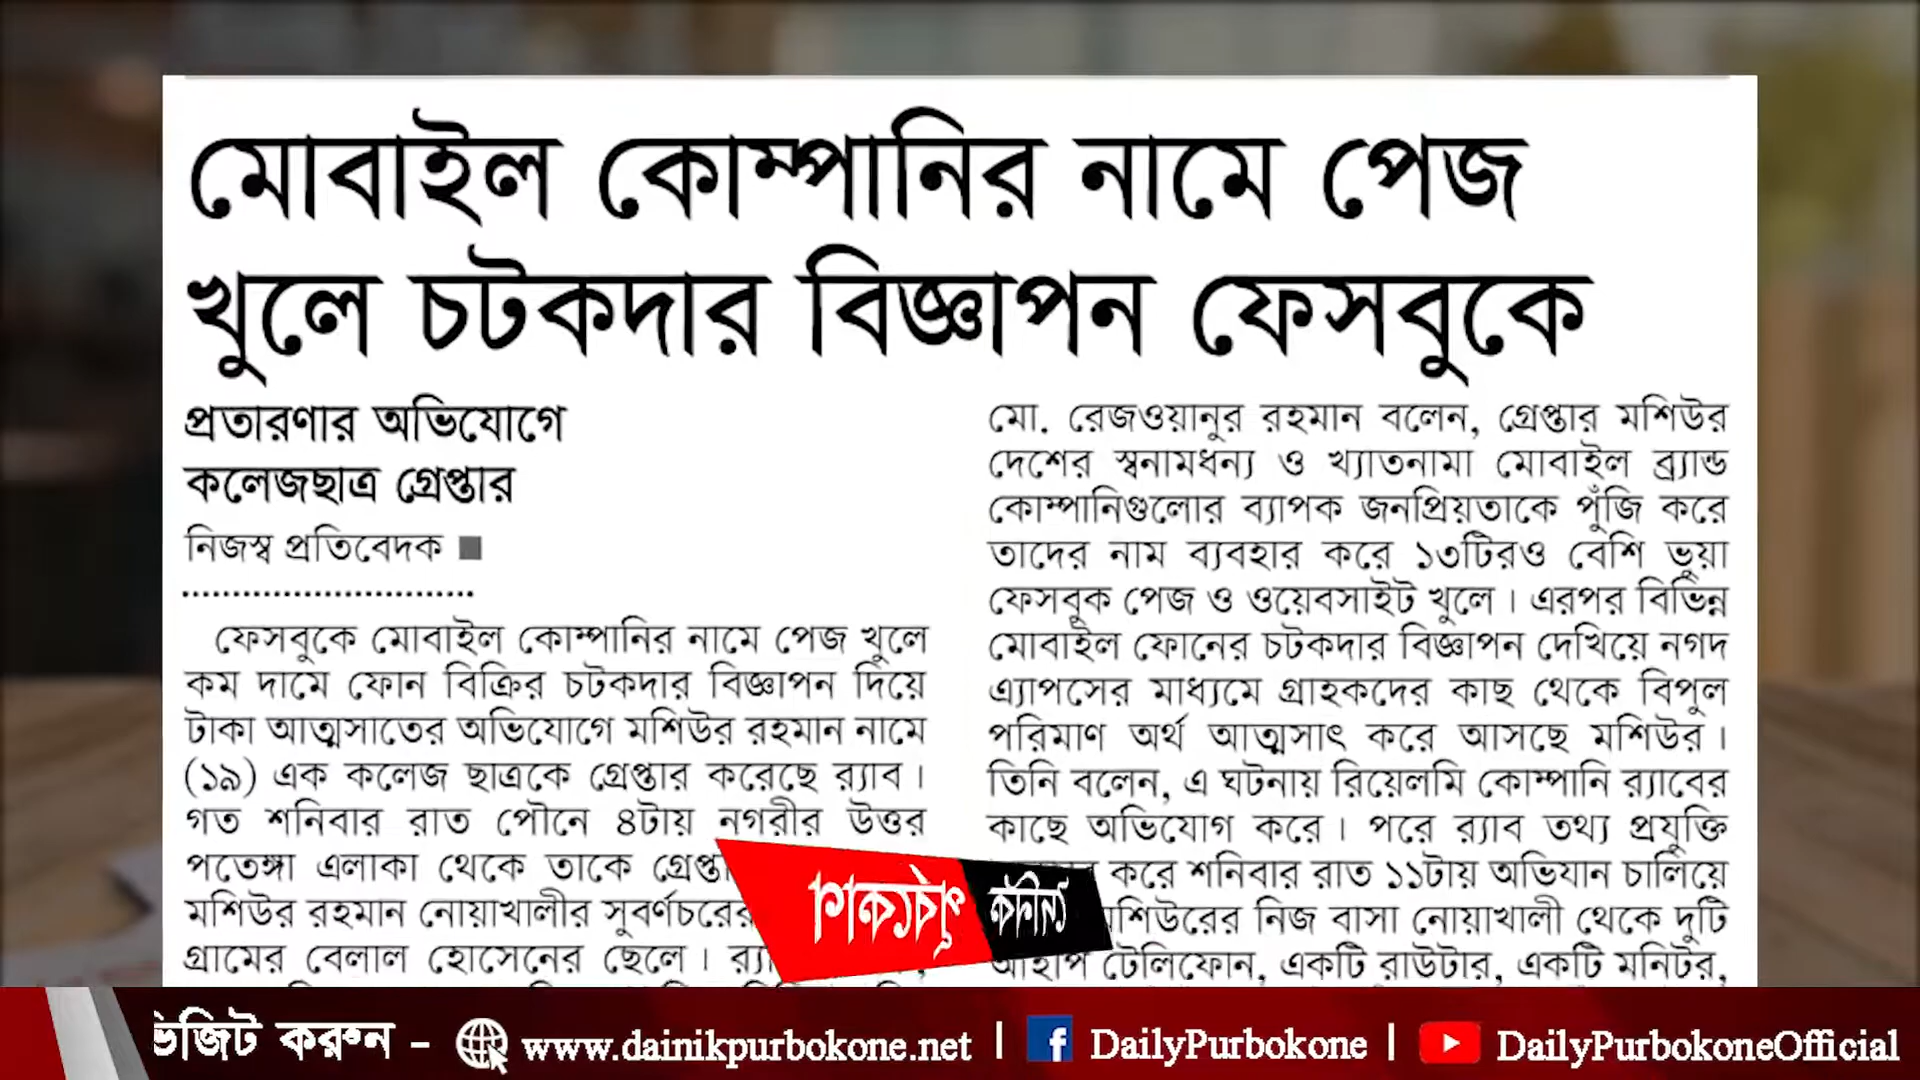 মোবাইল কোম্পানির নামে পেজ
খুলে চটকদার বিজ্ঞাপন ফেসবুকে
প্রতারণার অভিযোগে
কলেজছাত্র গ্রেপ্তার
নিজস্ব প্রতিবেদক
ফেসবুকে মোবাইল কোম্পানির নামে পেজ খুলে
কম দামে ফোন বিক্রির চটকদার বিজ্ঞাপন দিয়ে
টাকা আত্মসাতের অভিযোগে মশিউর রহমান নামে
(১৯) এক কলেজ ছাত্রকে গ্রেপ্তার করেছে র‍্যাব।
গত শনিবার রাত পৌনে ৪টায় নগরীর উত্তর
পতেঙ্গা এলাকা থেকে তাকে
মশিউর রহমান নোয়াখালীর সুবর্ণচরের
গ্রামের বেলাল হোসেনের ছেলে।
মো. রেজওয়ানুর রহমান বলেন, গ্রেপ্তার মশিউর
দেশের স্বনামধন্য ও খ্যাতনামা মোবাইল ব্র্যান্ড
কোম্পানিগুলোর ব্যাপক জনপ্রিয়তাকে পুঁজি করে
তাদের নাম ব্যবহার করে ১৩টিরও বেশি ভুয়া
ফেসবুক পেজ ও ওয়েবসাইট খুলে। এরপর বিভিন্ন
মোবাইল ফোনের চটকদার বিজ্ঞাপন দেখিয়ে নগদ
এ্যাপসের মাধ্যমে গ্রাহকদের কাছ থেকে বিপুল
পরিমাণ অর্থ আত্মসাৎ করে আসছে মশিউর।
তিনি বলেন, এ ঘটনায় রিয়েলমি কোম্পানি র‍্যাবের
কাছে অভিযোগ করে। পরে র‍্যাব তথ্য প্রযুক্তি
করে শনিবার রাত ১১টায় অভিযান চালিয়ে
মশিউরের নিজ বাসা নোয়াখালী থেকে দুটি
আইপি টেলিফোন, একটি রাউটার, একটি মনিটর,
ভিজিট করুন - www.dainikpurbokone.net | DailyPurbokone | DailyPurbokoneOfficial